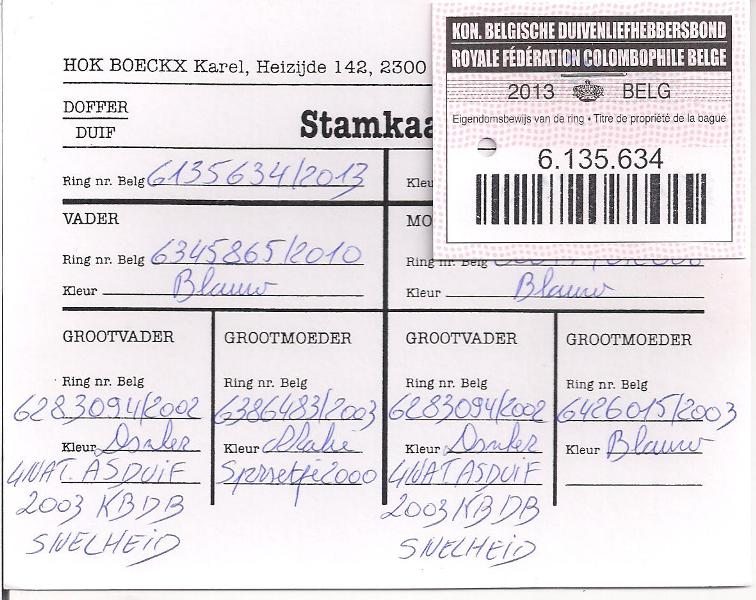 KON. BELGISCHE DUIVENLIEFHEBBERSBOND
ROYALE FÉDÉRATION COLOMBOPHILE BELGE
2013 BELG
Eigendomsbewijs van de ring • Titre de propriété de la bague
6.135.634
HOK BOECKX Karel, Heizijde 142, 2300
DOFFER
DUIF
Ring nr. Belg 6135634/2013
VADER
Ring nr. Belg 6345865/2010
Ring nr. Belg
Kleur Blauw
Kleur Blauw
GROOTVADER
GROOTMOEDER
GROOTVADER
GROOTMOEDER
Ring nr. Belg
Ring nr. Belg
Ring nr. Belg
Ring nr. Belg
6283094/2002
6386483/2003
6283094/2002
6426015/2003
Kleur Donker
Kleur
Kleur Donker
Kleur Blauw
4NAT. ASDUIF
Sproetje 2000
4NAT ASDUIF
2003 KBDB
2003 KBDB
SNELHEID
SNELHEID